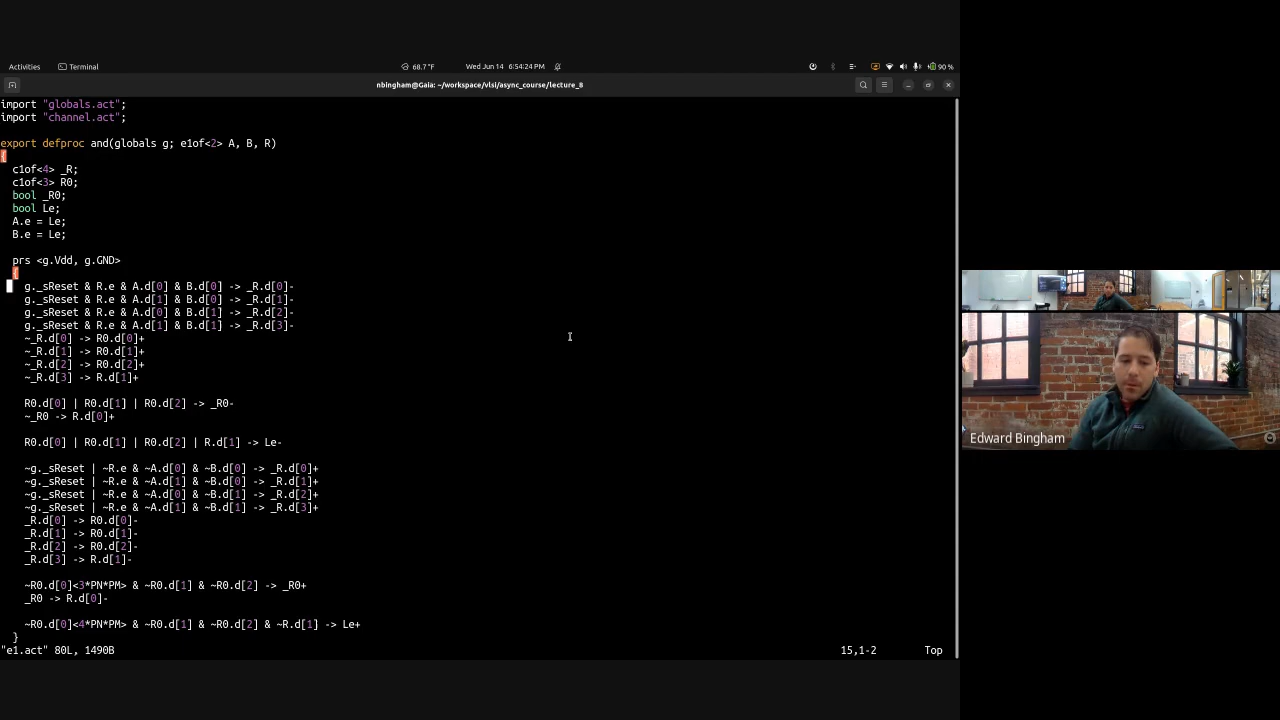 Activities
Terminal
68.7 °F
Wed Jun 14 6:54:24 PM
90 %
nbingham@Gaia: ~/workspace/vlsi/async_course/lecture_8
import "globals.act";
import "channel.act";
export defproc and(globals g; e1of<2> A, B, R)
{
c1of<4> _R;
c1of<3> R0;
bool _R0;
bool Le;
A.e = Le;
B.e = Le;
prs <g.Vdd, g.GND>
{
g._sReset & R.e & A.d[0] & B.d[0] -> _R.d[0]-
g._sReset & R.e & A.d[1] & B.d[0] -> _R.d[1]-
g._sReset & R.e & A.d[0] & B.d[1] -> _R.d[2]-
g._sReset & R.e & A.d[1] & B.d[1] -> _R.d[3]-
~_R.d[0] -> R0.d[0]+
~_R.d[1] -> R0.d[1]+
~_R.d[2] -> R0.d[2]+
~_R.d[3] -> R.d[1]+
R0.d[0] | R0.d[1] | R0.d[2] -> _R0-
~_R0 -> R.d[0]+
R0.d[0] | R0.d[1] | R0.d[2] | R.d[1] -> Le-
~g._sReset | ~R.e & ~A.d[0] & ~B.d[0] -> _R.d[0]+
~g._sReset | ~R.e & ~A.d[1] & ~B.d[0] -> _R.d[1]+
~g._sReset | ~R.e & ~A.d[0] & ~B.d[1] -> _R.d[2]+
~g._sReset | ~R.e & ~A.d[1] & ~B.d[1] -> _R.d[3]+
_R.d[0] -> R0.d[0]-
_R.d[1] -> R0.d[1]-
_R.d[2] -> R0.d[2]-
_R.d[3] -> R.d[1]-
~R0.d[0]<3*PN*PM> & ~R0.d[1] & ~R0.d[2] -> _R0+
_R0 -> R.d[0]-
~R0.d[0]<4*PN*PM> & ~R0.d[1] & ~R0.d[2] & ~R.d[1] -> Le+
}
"e1.act" 80L, 1490B
15,1-2
Top
Edward Bingham